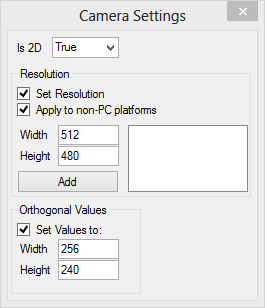 Camera Settings
Is 2D True
Resolution
Set Resolution
Apply to non-PC platforms
Width 512
Height 480
Add
Orthogonal Values
Set Values to:
Width 256
Height 240